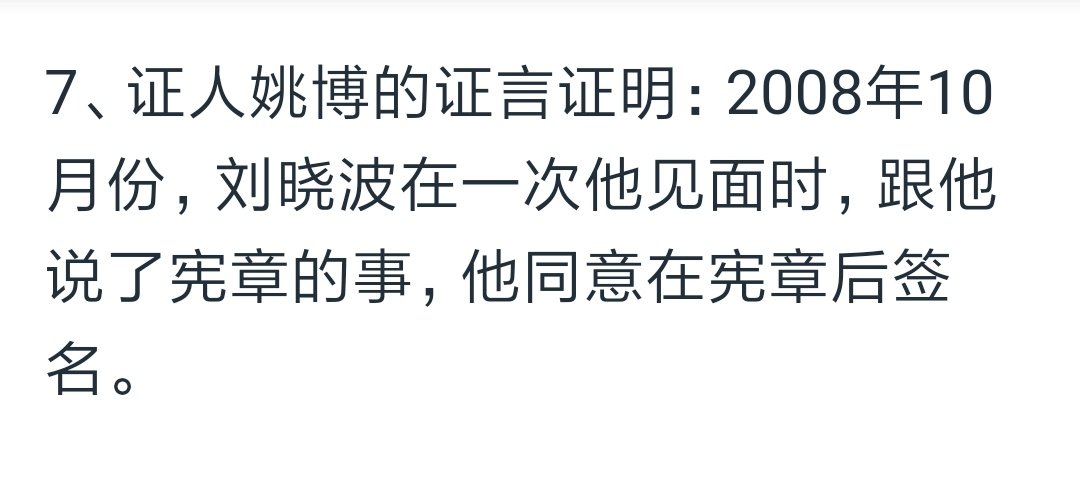 7、证人姚博的证言证明：2008年10
月份，刘晓波在一次他见面时，跟他
说了宪章的事，他同意在宪章后签
名。